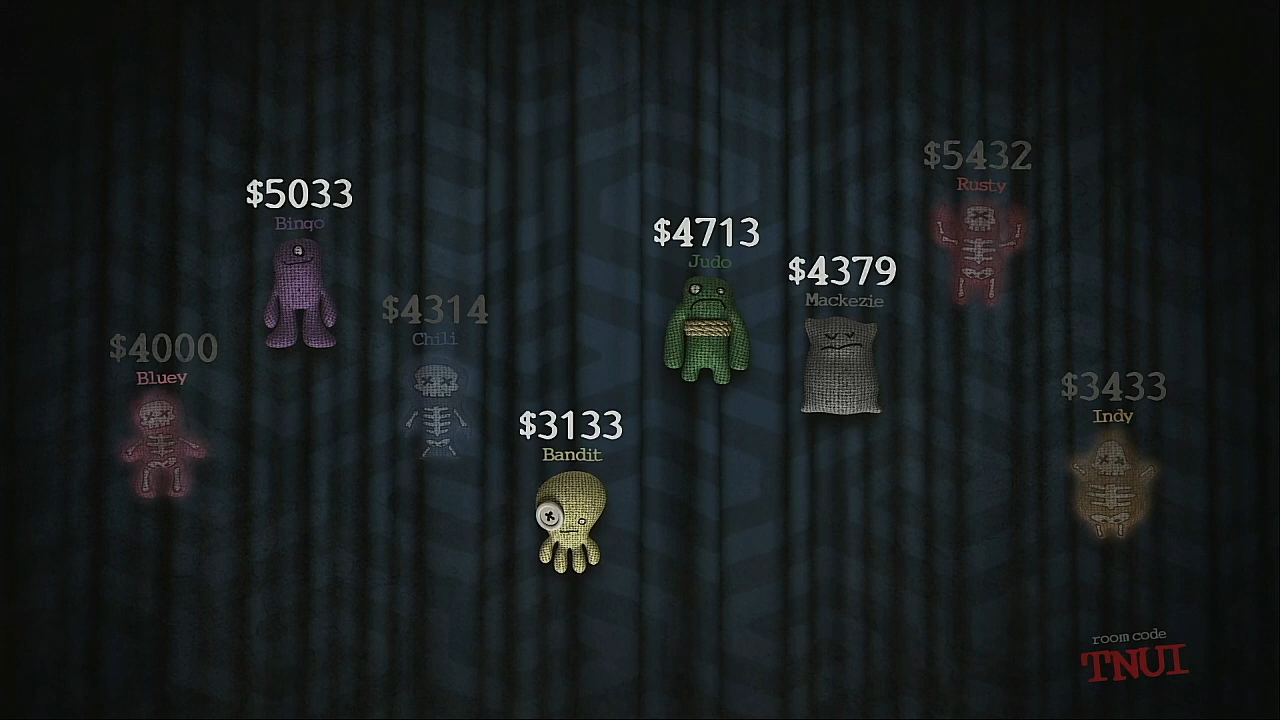 $4000
Bluey
$5033
Bingo
$4314
Chili
$3133
Bandit
$4713
Judo
$4379
Mackezie
$5432
Rusty
$3433
Indy
room code
TNUI